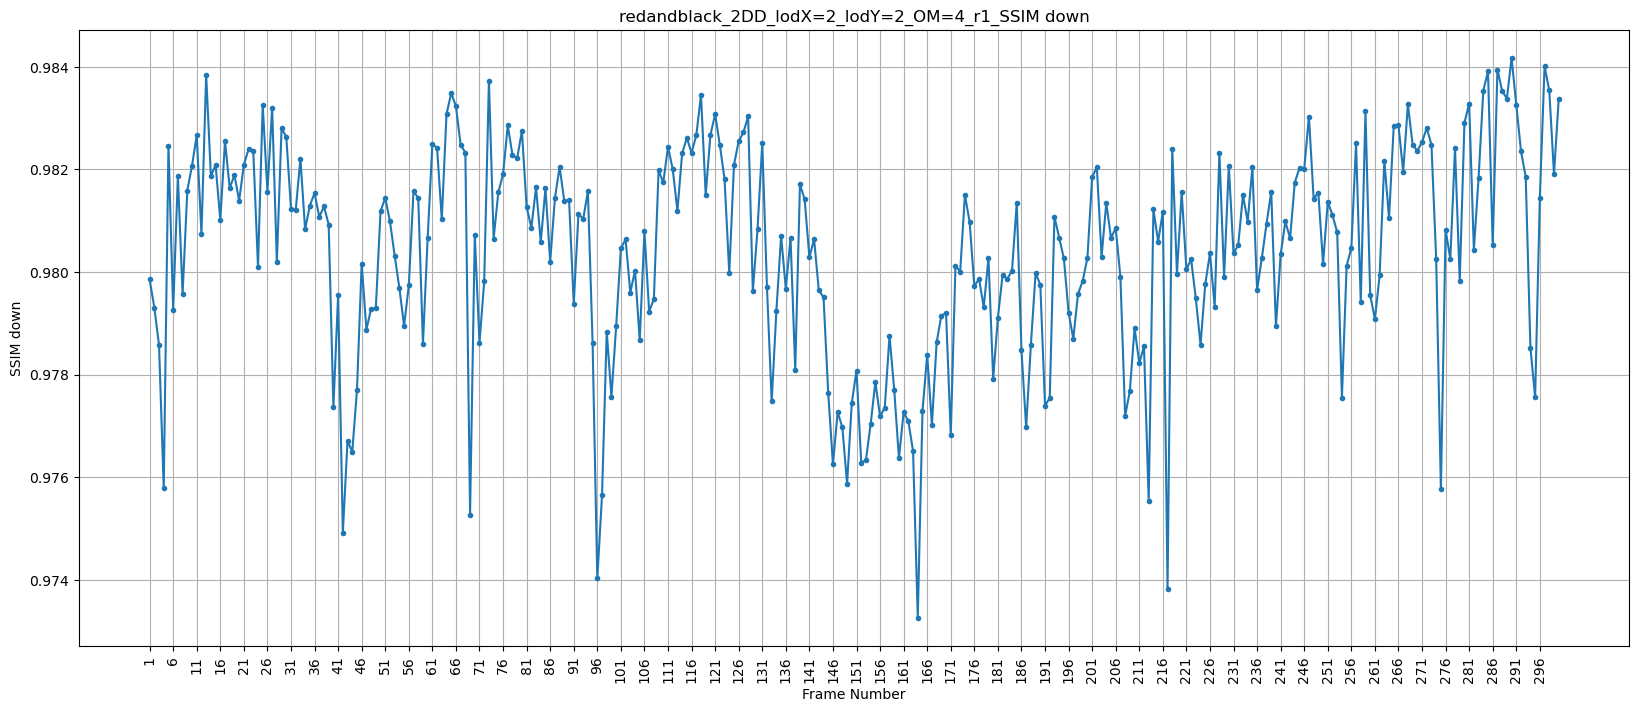 redandblack_2DD_lodX=2_lodY=2_OM=4_r1_SSIM down
0.984
0.982
0.980
0.978
0.976
0.974
SSIM down
1 6 11 16 21 26 31 36 41 46 51 56 61 66 71 76 81 86 91 96 101 106 111 116 121 126 131 136 141 146 151 156 161 166 171 176 181 186 191 196 201 206 211 216 221 226 231 236 241 246 251 256 261 266 271 276 281 286 291 296
Frame Number